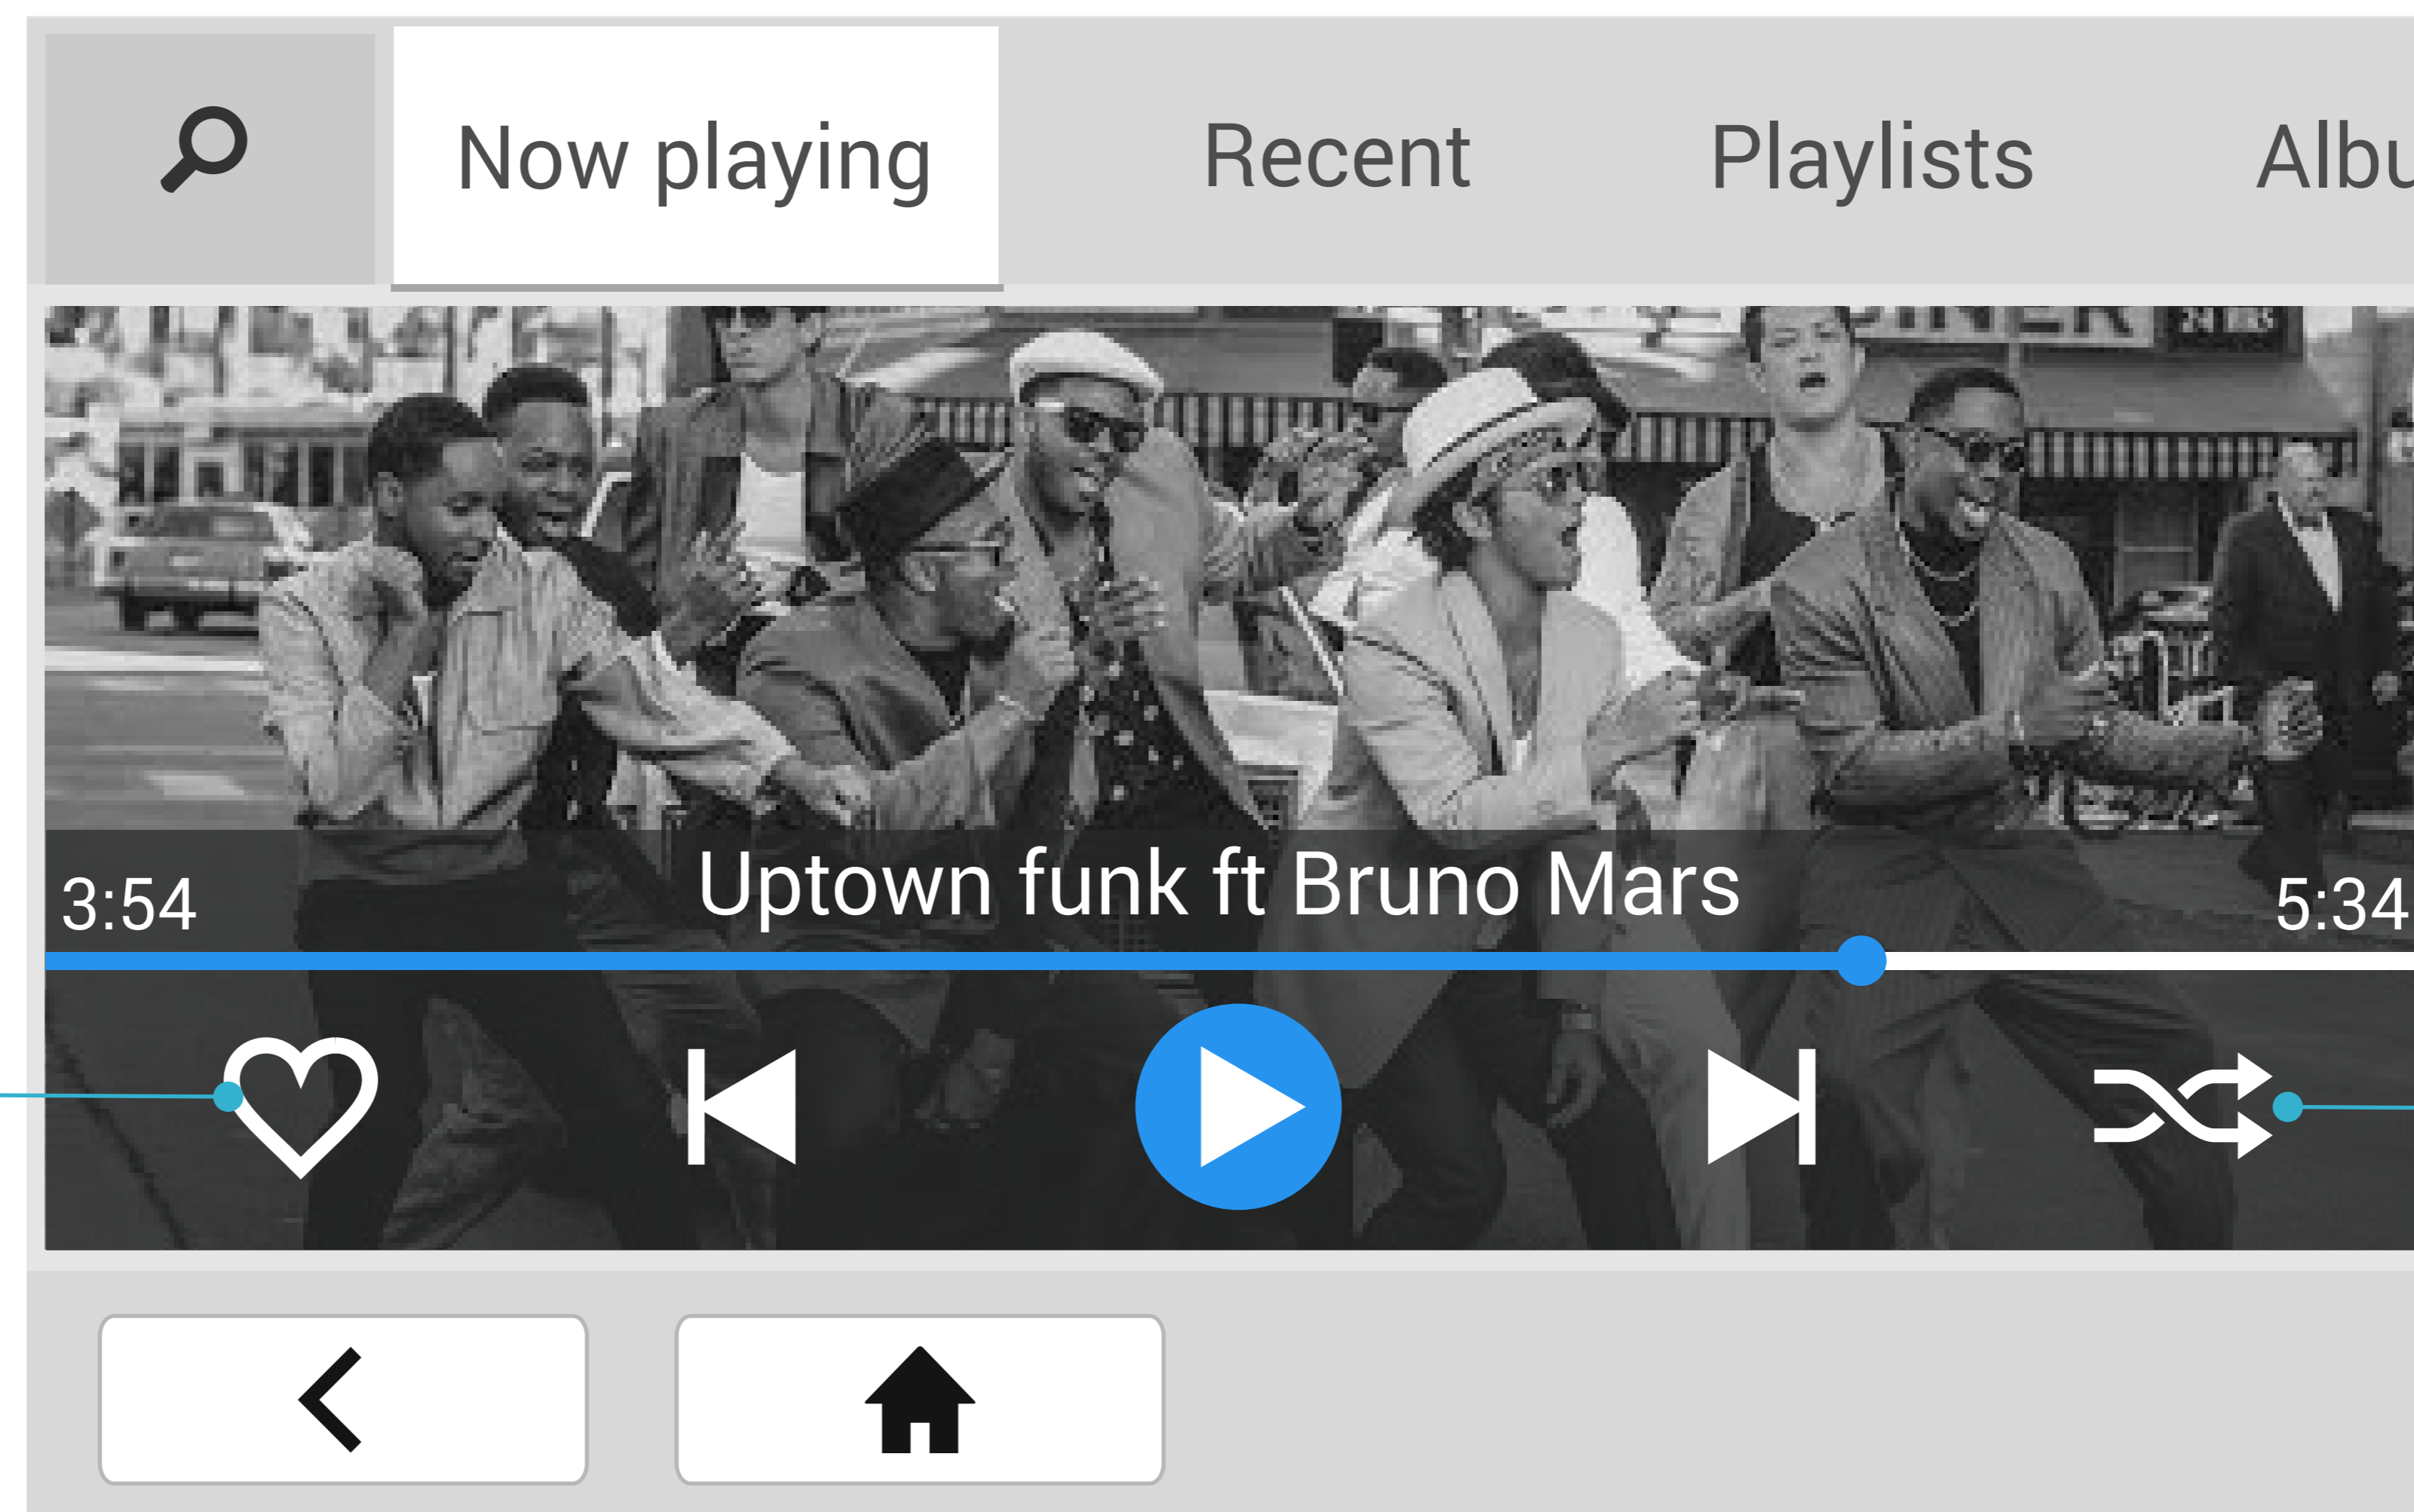 Now playing
Recent
Playlists
Albu
Uptown funk ft Bruno Mars
3:54
5:34